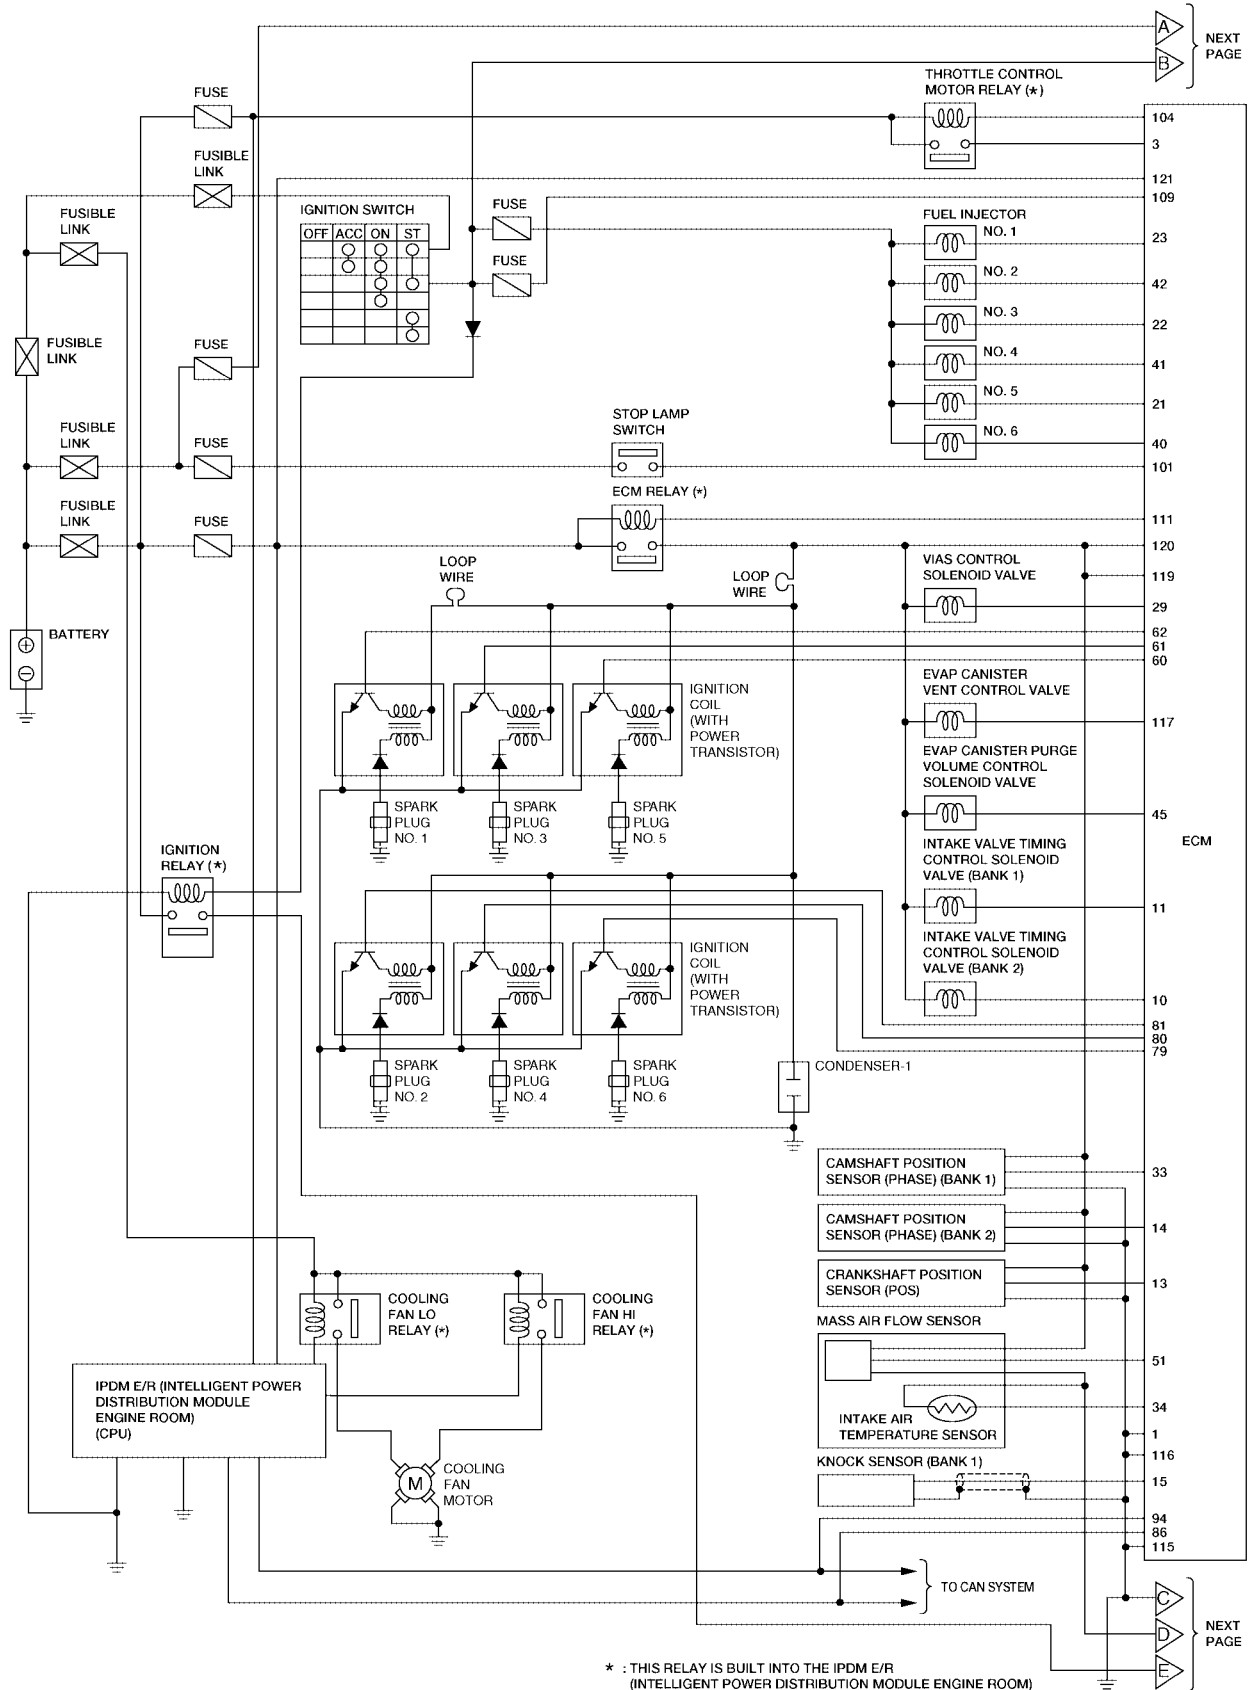 A
B
NEXT
PAGE
THROTTLE CONTROL
MOTOR RELAY (*)
FUSE
104
3
FUSIBLE
LINK
121
109
FUSIBLE
LINK
IGNITION SWITCH
OFF ACC ON ST
FUSE
FUSE
FUEL INJECTOR
NO. 1
23
NO. 2
42
NO. 3
22
NO. 4
41
NO. 5
21
NO. 6
40
FUSIBLE
LINK
FUSE
STOP LAMP
SWITCH
FUSIBLE
LINK
FUSE
101
ECM RELAY (*)
FUSIBLE
LINK
FUSE
111
120
LOOP
WIRE
LOOP
WIRE
VIAS CONTROL
SOLENOID VALVE
119
29
BATTERY
62
61
60
IGNITION
COIL
(WITH
POWER
TRANSISTOR)
EVAP CANISTER
VENT CONTROL VALVE
117
EVAP CANISTER PURGE
VOLUME CONTROL
SOLENOID VALVE
45
SPARK
PLUG
NO. 1
SPARK
PLUG
NO. 3
SPARK
PLUG
NO. 5
ECM
IGNITION
RELAY (*)
INTAKE VALVE TIMING
CONTROL SOLENOID
VALVE (BANK 1)
11
INTAKE VALVE TIMING
CONTROL SOLENOID
VALVE (BANK 2)
10
IGNITION
COIL
(WITH
POWER
TRANSISTOR)
81
80
79
SPARK
PLUG
NO. 2
SPARK
PLUG
NO. 4
SPARK
PLUG
NO. 6
CONDENSER-1
CAMSHAFT POSITION
SENSOR (PHASE) (BANK 1)
33
CAMSHAFT POSITION
SENSOR (PHASE) (BANK 2)
14
CRANKSHAFT POSITION
SENSOR (POS)
13
COOLING
FAN LO
RELAY (*)
COOLING
FAN HI
RELAY (*)
MASS AIR FLOW SENSOR
51
34
INTAKE AIR
TEMPERATURE SENSOR
IPDM E/R (INTELLIGENT POWER
DISTRIBUTION MODULE
ENGINE ROOM)
(CPU)
1
116
KNOCK SENSOR (BANK 1)
15
M
COOLING
FAN
MOTOR
94
86
115
TO CAN SYSTEM
C
D
E
NEXT
PAGE
* : THIS RELAY IS BUILT INTO THE IPDM E/R
(INTELLIGENT POWER DISTRIBUTION MODULE ENGINE ROOM)